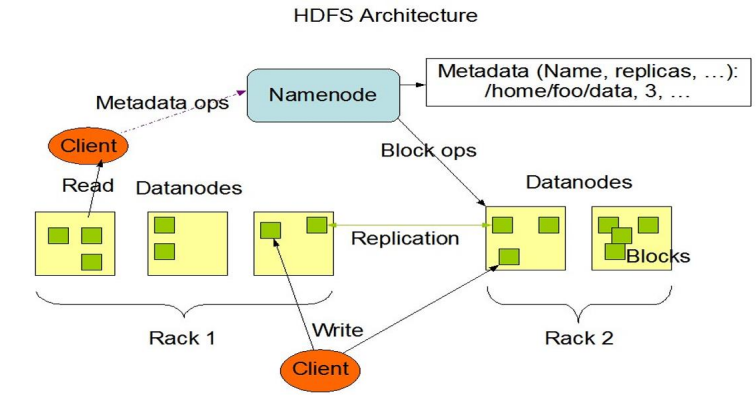 HDFS Architecture
Metadata (Name, replicas, ...):
/home/foo/data, 3, ...
Namenode
Metadata ops
Client
Block ops
Read
Datanodes
Datanodes
Replication
Blocks
Rack 1
Write
Rack 2
Client